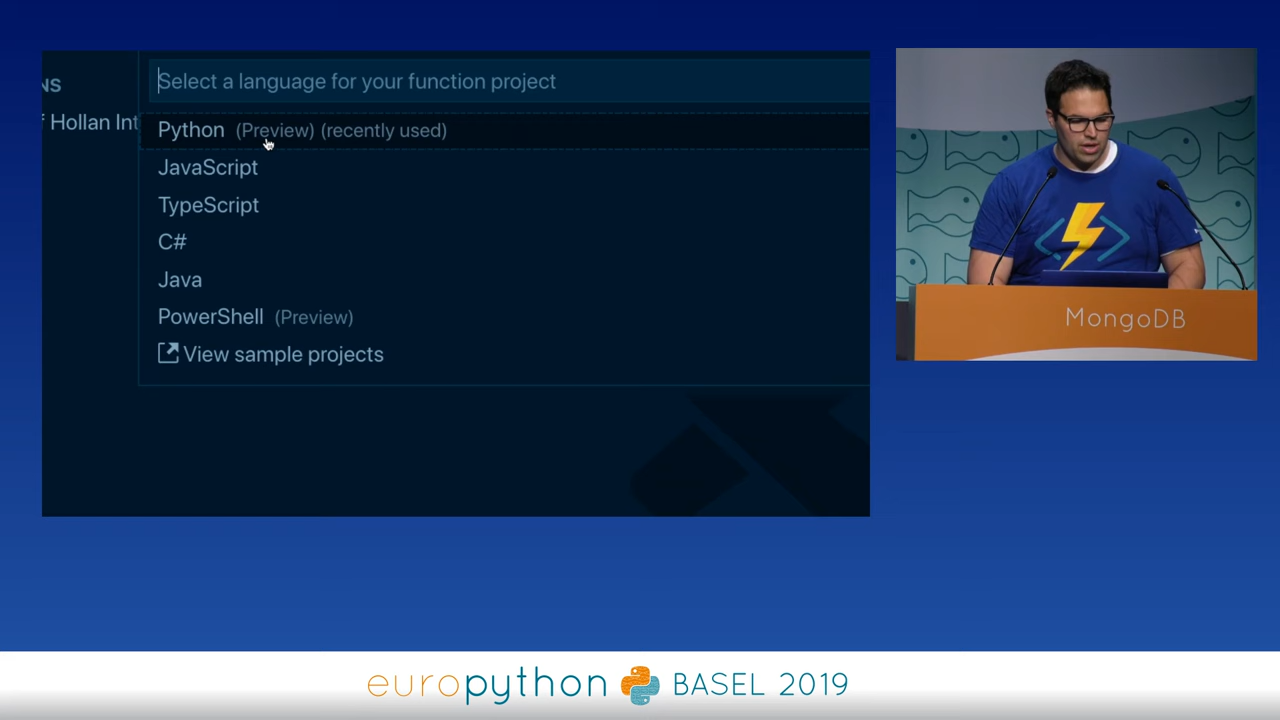 NS
Hollan Int
Select a language for your function project
Python (Preview) (recently used)
JavaScript
TypeScript
C#
Java
PowerShell (Preview)
View sample projects
MongoDB
europython BASEL 2019